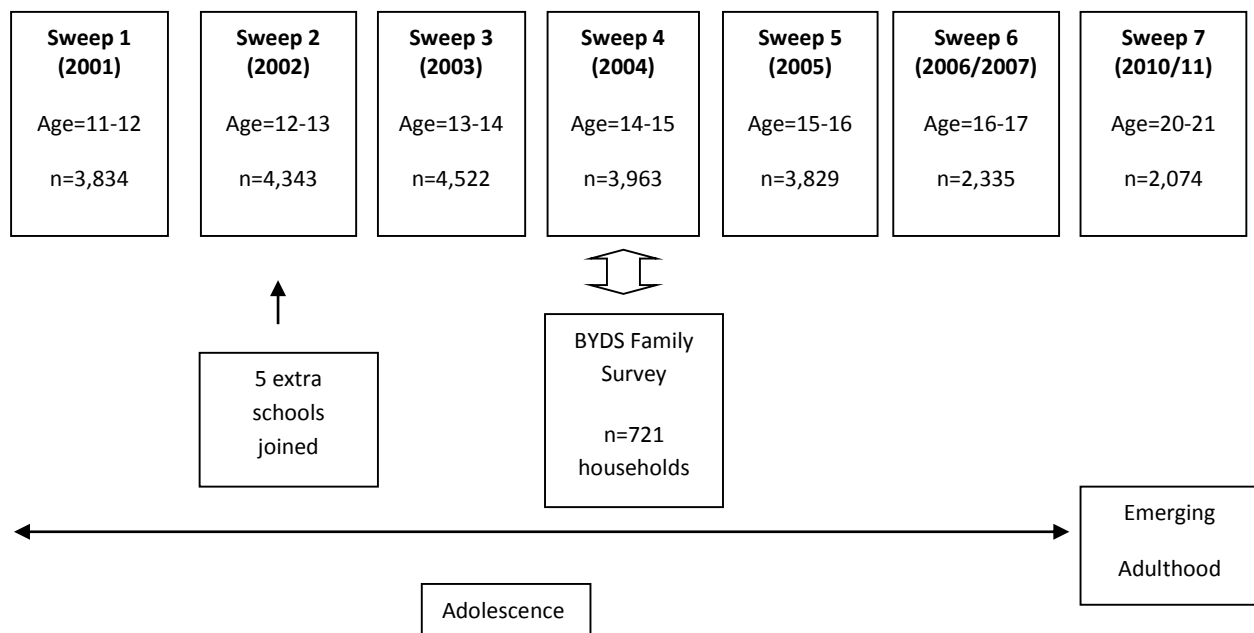 Sweep 1
(2001)
Age=11-12
n=3,834
Sweep 2
(2002)
Age=12-13
n=4,343
Sweep 3
(2003)
Age=13-14
n=4,522
Sweep 4
(2004)
Age=14-15
n=3,963
Sweep 5
(2005)
Age=15-16
n=3,829
Sweep 6
(2006/2007)
Age=16-17
n=2,335
Sweep 7
(2010/11)
Age=20-21
n=2,074
5 extra
schools
joined
BYDS Family
Survey
n=721
households
Emerging
Adulthood
Adolescence